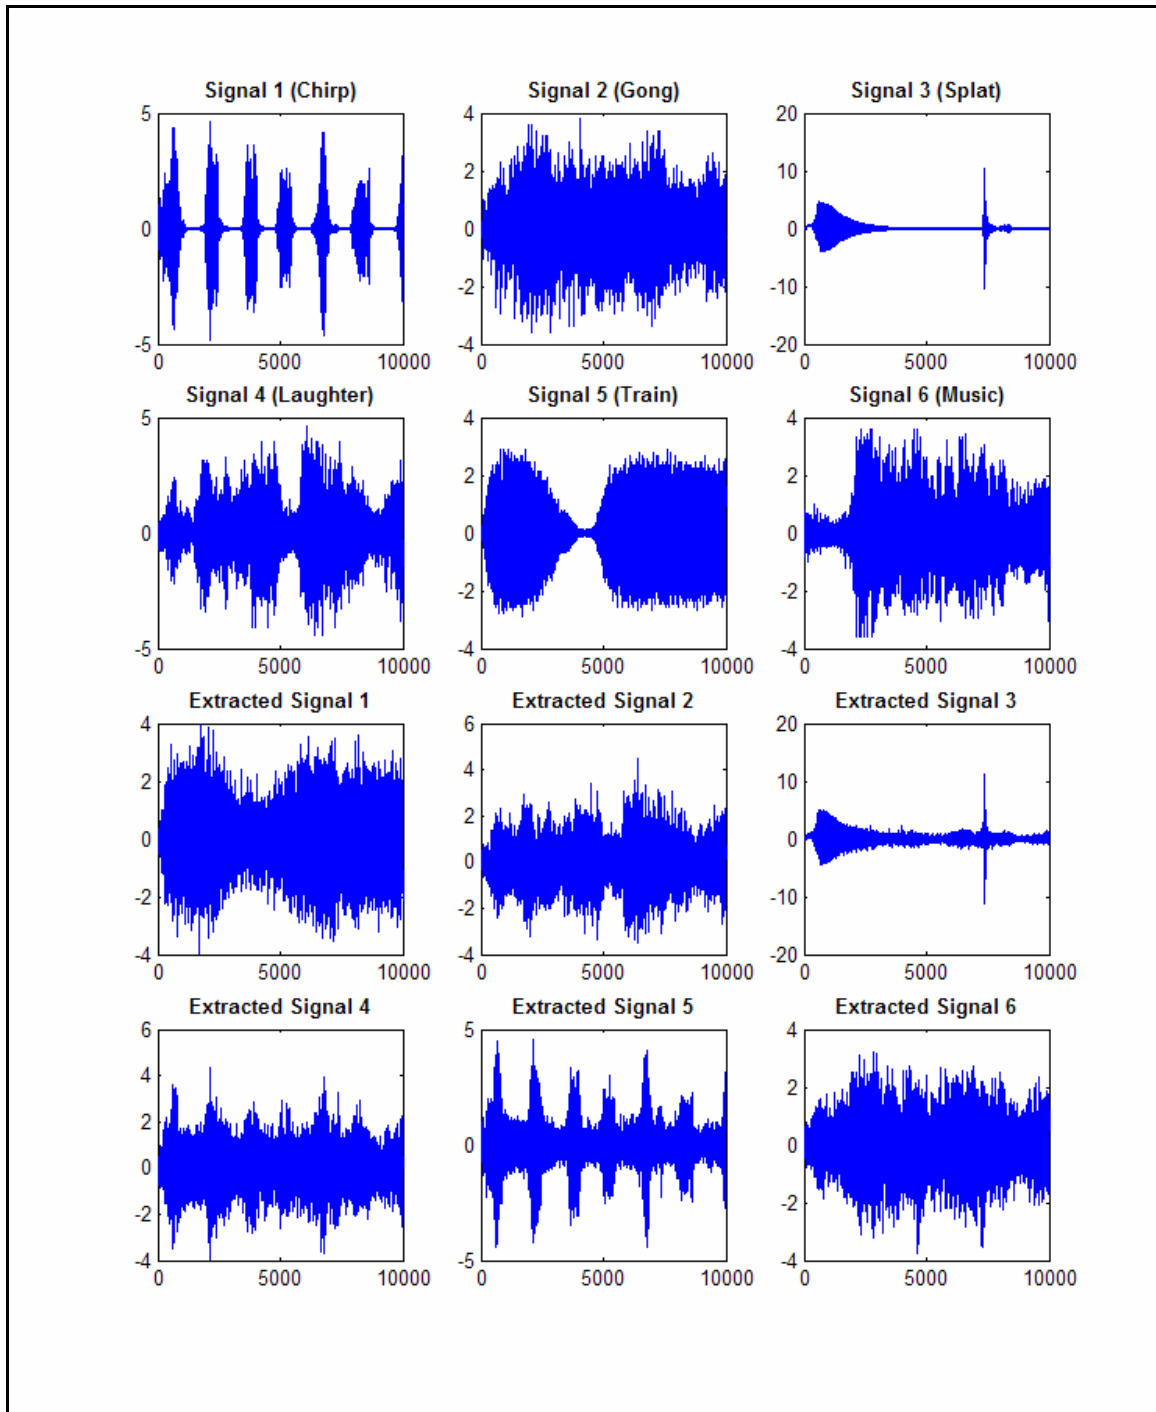 Signal 1 (Chirp) Signal 2 (Gong) Signal 3 (Splat)
5 4 20
2 10
0 0 0
-2 -10
-5 -4 -20
0 5000 10000 0 5000 10000 0 5000 10000
Signal 4 (Laughter) Signal 5 (Train) Signal 6 (Music)
5 4 4
2 2
0 0 0
-2 -2
-5 -4 -4
0 5000 10000 0 5000 10000 0 5000 10000
Extracted Signal 1 Extracted Signal 2 Extracted Signal 3
4 6 20
4
2 10
2
0 0 0
-2 -2 -10
-4 -4 -20
0 5000 10000 0 5000 10000 0 5000 10000
Extracted Signal 4 Extracted Signal 5 Extracted Signal 6
6 5 4
4
2 2
0 0 0
-2 -2
-4 -5 -4
0 5000 10000 0 5000 10000 0 5000 10000